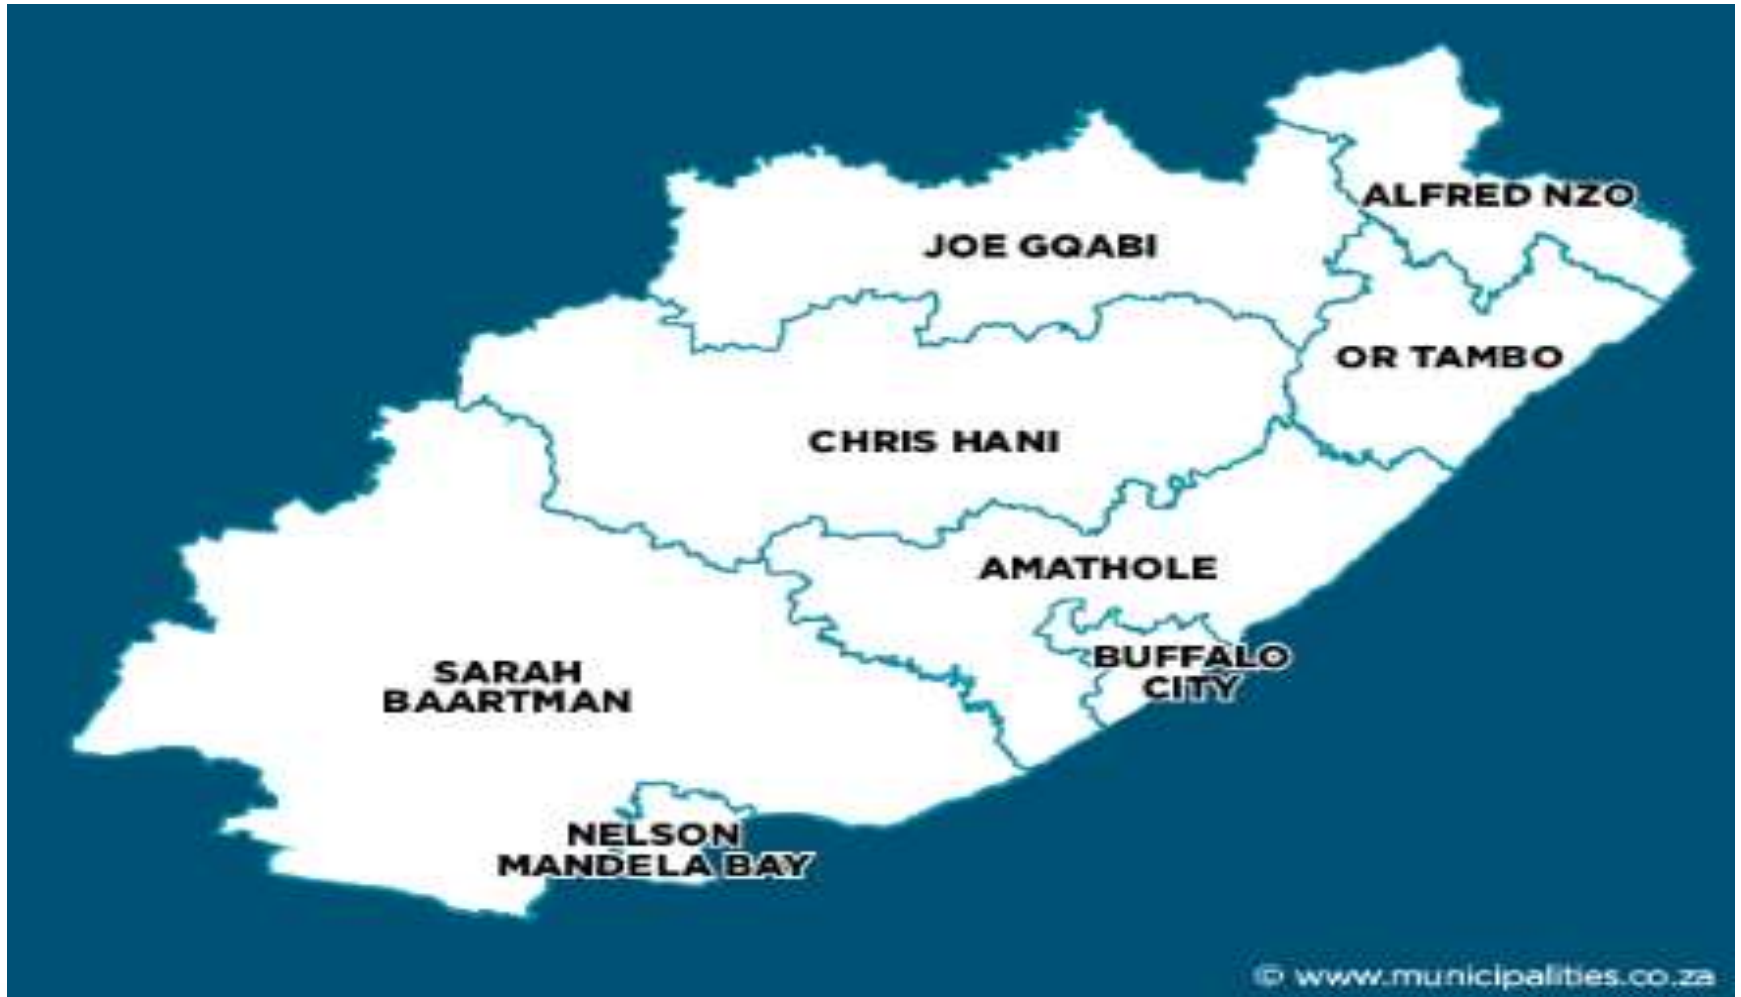 ALFRED NZO
JOE GQABI
OR TAMBO
CHRIS HANI
AMATHOLE
BUFFALO
CITY
SARAH
BAARTMAN
NELSON
MANDELA BAY
© www.municipalities.co.za